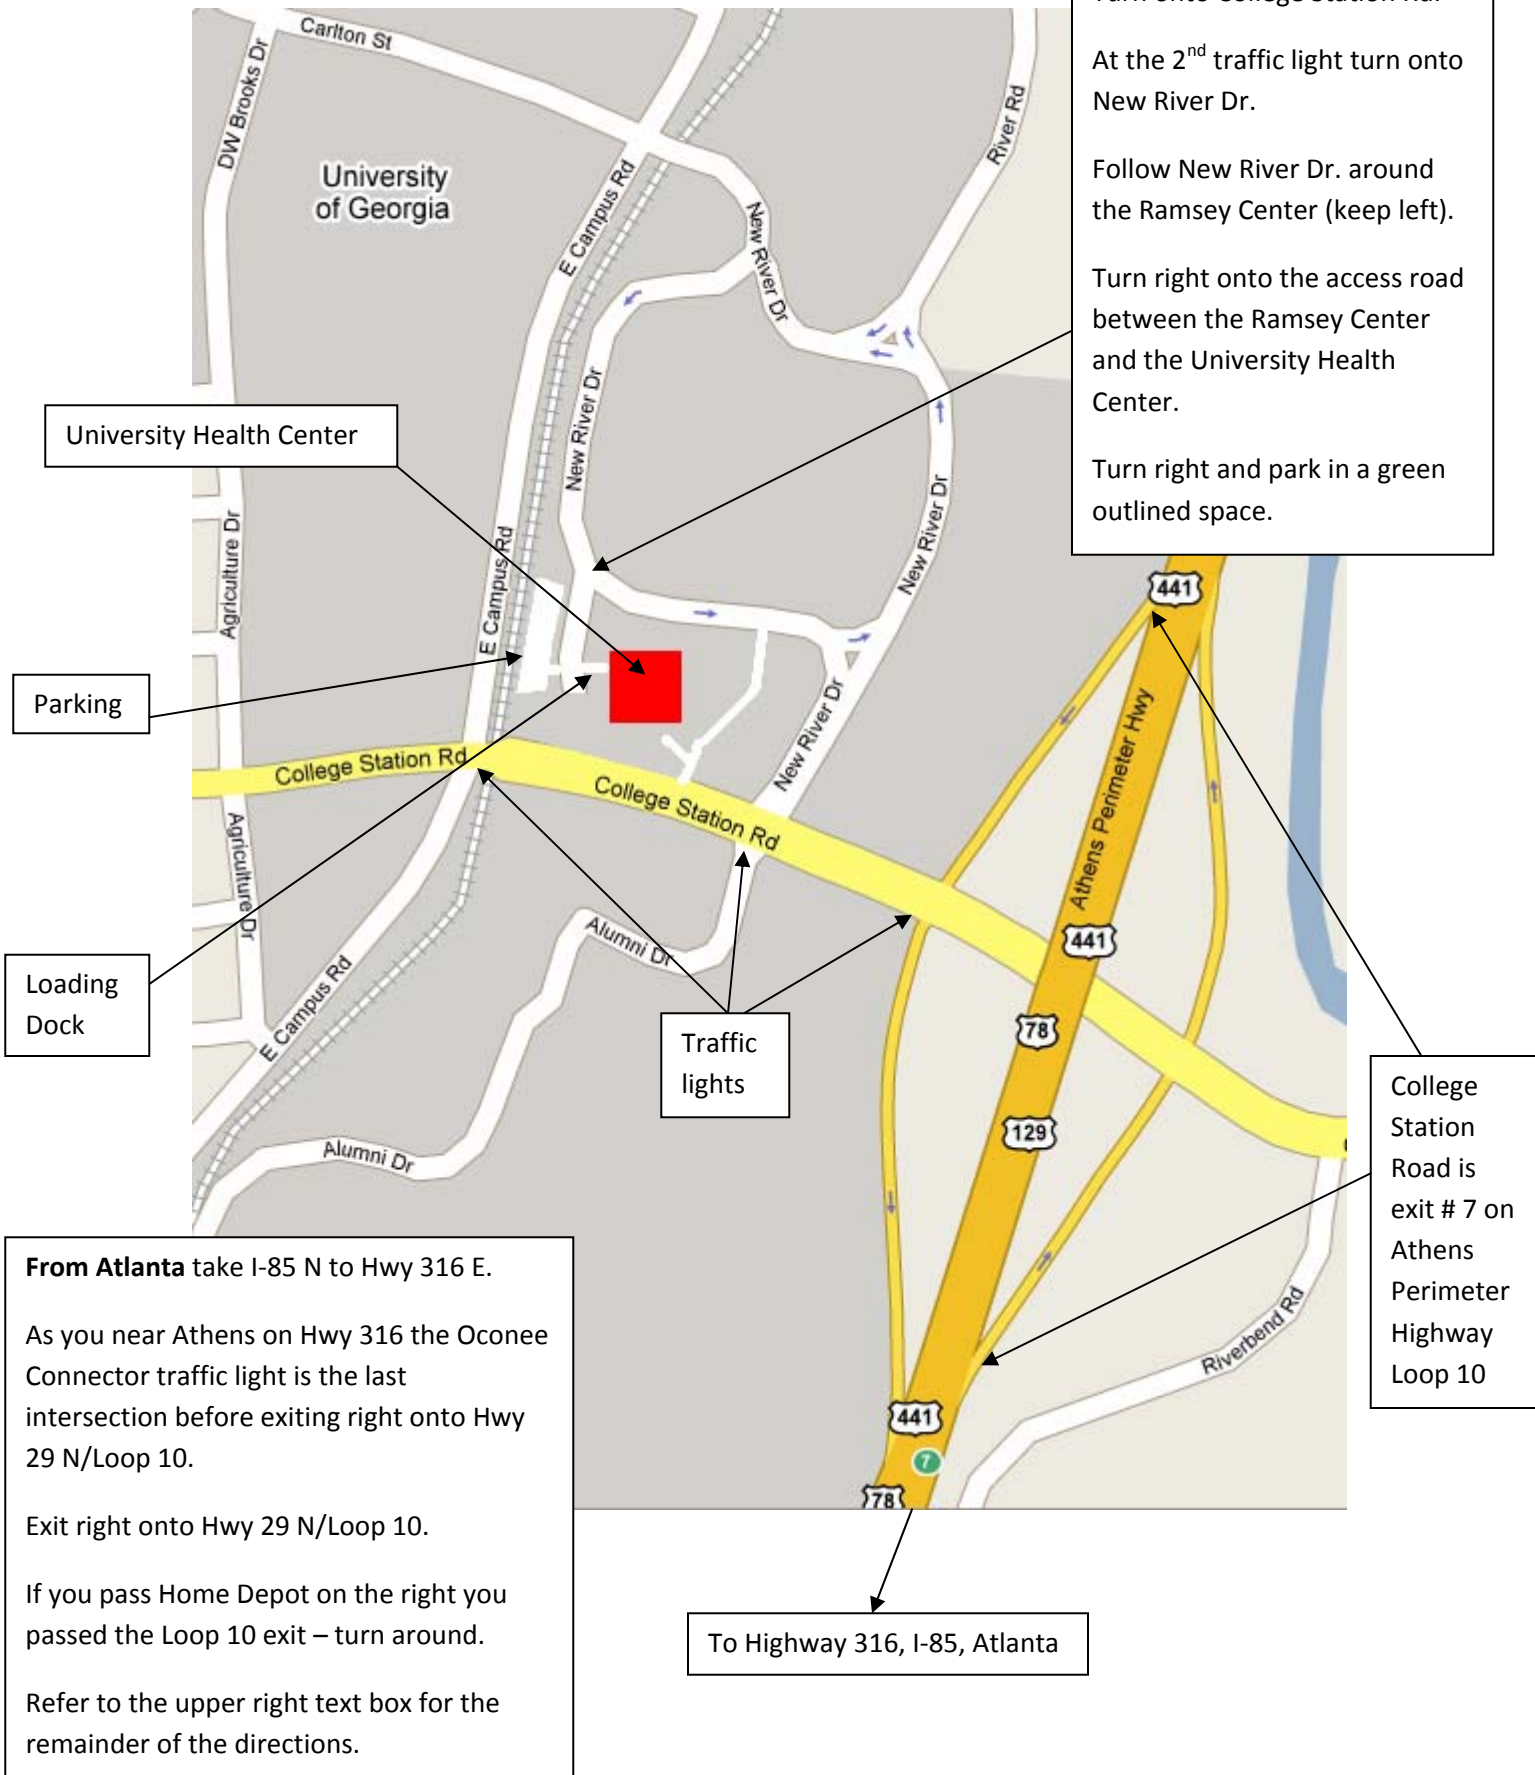 Turn onto College Station Rd.
At the 2nd traffic light turn onto
New River Dr.
Follow New River Dr. around
the Ramsey Center (keep left).
Turn right onto the access road
between the Ramsey Center
and the University Health
Center.
Turn right and park in a green
outlined space.
Carlton St
DW Brooks Dr
University
of Georgia
E Campus Rd
River Rd
New River Dr
New River Dr
New River Dr
University Health Center
Agriculture Dr
E Campus Rd
New River Dr
441
Parking
New River Dr
Athens Perimeter Hwy
College Station Rd
College Station Rd
Agriculture Dr
Alumni Dr
441
Loading
Dock
E Campus Rd
Traffic
lights
78
129
Alumni Dr
College
Station
Road is
exit # 7 on
Athens
Perimeter
Highway
Loop 10
Riverbend Rd
441
7
78
From Atlanta take I-85 N to Hwy 316 E.
As you near Athens on Hwy 316 the Oconee
Connector traffic light is the last
intersection before exiting right onto Hwy
29 N/Loop 10.
Exit right onto Hwy 29 N/Loop 10.
If you pass Home Depot on the right you
passed the Loop 10 exit – turn around.
Refer to the upper right text box for the
remainder of the directions.
To Highway 316, I-85, Atlanta